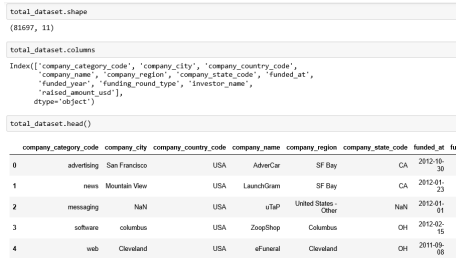 total_dataset.shape
(81697, 11)
total_dataset.columns
Index(['company_category_code', 'company_city', 'company_country_code',
'company_name', 'company_region', 'company_state_code', 'funded_at',
'funded_year', 'funding_round_type', 'investor_name',
'raised_amount_usd'],
dtype='object')
total_dataset.head()
company_category_code company_city company_country_code company_name company_region company_state_code funded_at fu
0 advertising San Francisco USA AdverCar SF Bay CA 2012-10-
30
1 news Mountain View USA LaunchGram SF Bay CA 2012-01-
23
2 messaging NaN USA uTaP United States -
Other NaN 2012-01-
01
3 software columbus USA ZoopShop Columbus OH 2012-02-
15
4 web Cleveland USA eFuneral Cleveland OH 2011-09-
08